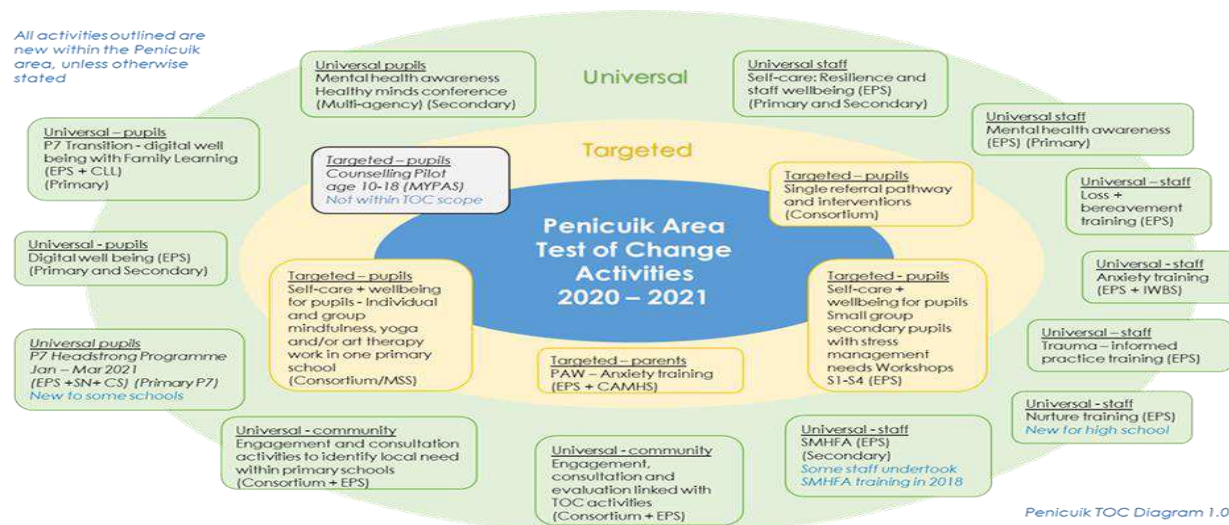 All activities outlined are
new within the Penicuik
area, unless otherwise
stated
Universal pupils
Mental health awareness
Healthy minds conference
(Multi-agency) (Secondary)
Universal
Universal staff
Self-care: Resilience and
staff wellbeing (EPS)
(Primary and Secondary)
Universal staff
Mental health awareness
(EPS) (Primary)
Universal – pupils
P7 Transition - digital well
being with Family Learning
(EPS + CLL)
(Primary)
Targeted – pupils
Counselling Pilot
age 10-18 (MYPAS)
Not within TOC scope
Targeted
Targeted – pupils
Single referral pathway
and interventions
(Consortium)
Universal – staff
Loss +
bereavement
training (EPS)
Penicuik Area
Test of Change
Activities
2020 – 2021
Universal - pupils
Digital well being (EPS)
(Primary and Secondary)
Targeted – pupils
Self-care + wellbeing
for pupils - Individual
and group
mindfulness, yoga
and/or art therapy
work in one primary
school
(Consortium/MSS)
Targeted - pupils
Self-care +
wellbeing for pupils
Small group
secondary pupils
with stress
management
needs Workshops
S1-S4 (EPS)
Universal - staff
Anxiety training
(EPS + IWBS)
Universal pupils
P7 Headstrong Programme
Jan – Mar 2021
(EPS +SN+ CS) (Primary P7)
New to some schools
Targeted – parents
PAW – Anxiety training
(EPS + CAMHS)
Universal – staff
Trauma – informed
practice training (EPS)
Universal - staff
Nurture training (EPS)
New for high school
Universal - community
Engagement and consultation
activities to identify local need
within primary schools
(Consortium + EPS)
Universal - community
Engagement,
consultation and
evaluation linked with
TOC activities
(Consortium + EPS)
Universal - staff
SMHFA (EPS)
(Secondary)
Some staff undertook
SMHFA training in 2018
Penicuik TOC Diagram 1.0